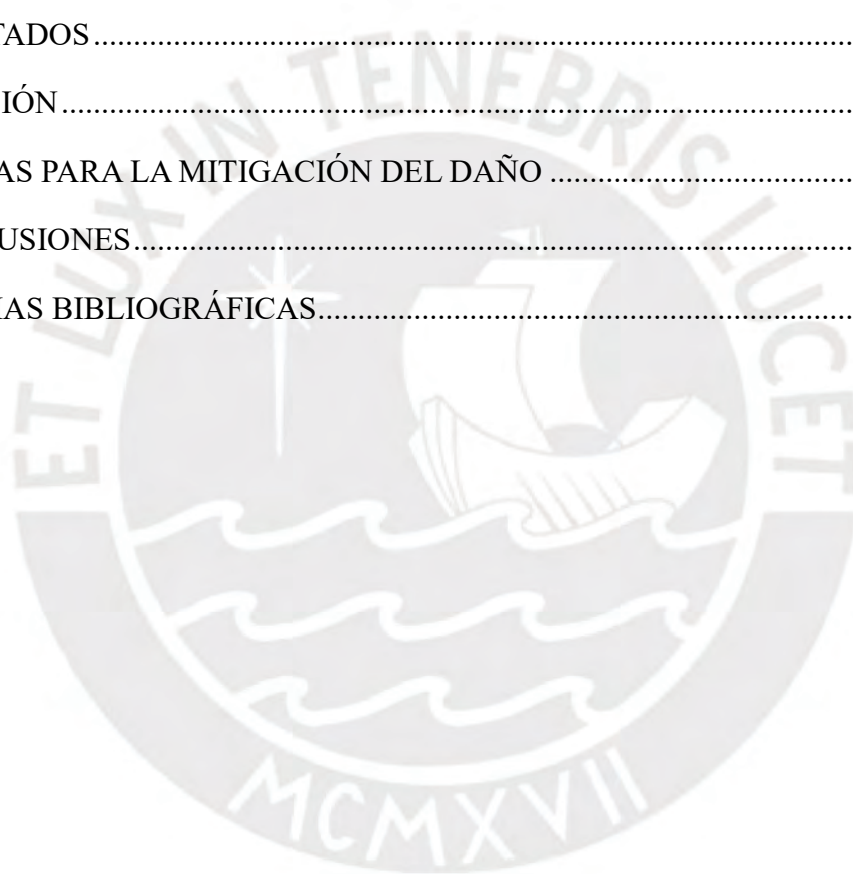 TADOS
IÓN
AS PARA LA MITIGACIÓN DEL DAÑO
USIONES
IAS BIBLIOGRÁFICAS
ET LUX IN TENEBRIS LUCET
MCMXVII